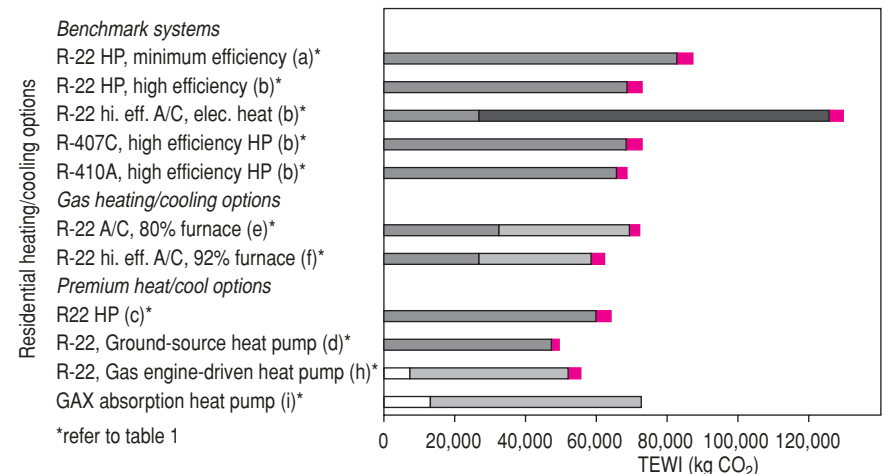 Residential heating/cooling options
Benchmark systems
R-22 HP, minimum efficiency (a)*
R-22 HP, high efficiency (b)*
R-22 hi. eff. A/C, elec. heat (b)*
R-407C, high efficiency HP (b)*
R-410A, high efficiency HP (b)*
Gas heating/cooling options
R-22 A/C, 80% furnace (e)*
R-22 hi. eff. A/C, 92% furnace (f)*
Premium heat/cool options
R22 HP (c)*
R-22, Ground-source heat pump (d)*
R-22, Gas engine-driven heat pump (h)*
GAX absorption heat pump (i)*
*refer to table 1
0 20,000 40,000 60,000 80,000 100,000 120,000
TEWI (kg CO₂)